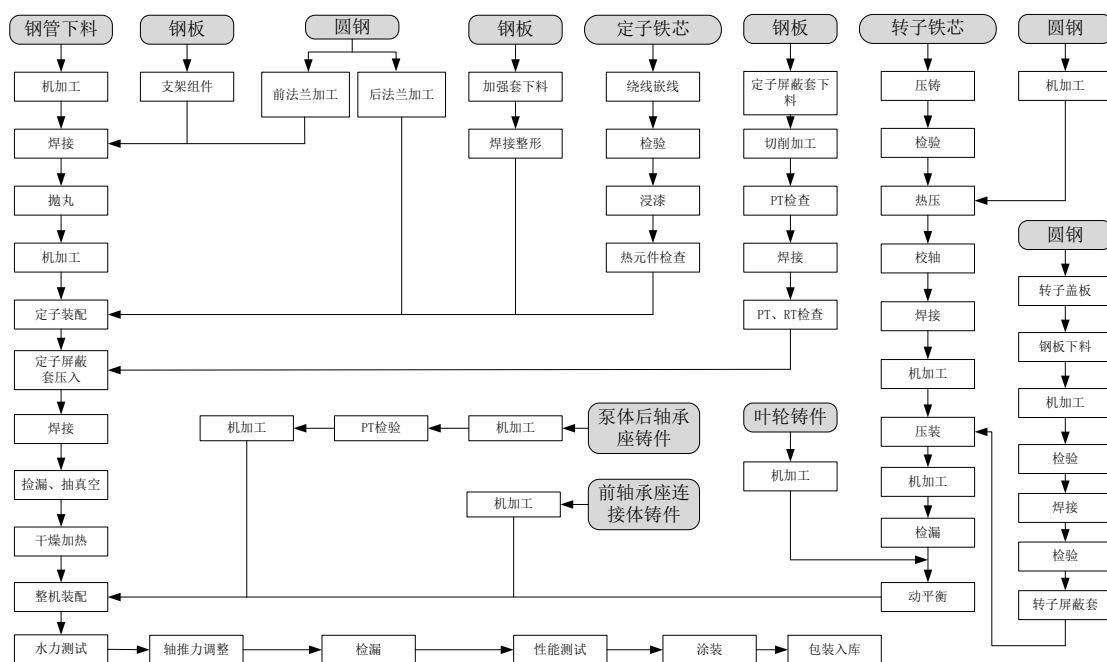 钢管下料
钢板
圆钢
钢板
定子铁芯
钢板
转子铁芯
圆钢
机加工
支架组件
前法兰加工
后法兰加工
加强套下料
绕线嵌线
定子屏蔽套下
料
压铸
机加工
焊接
焊接整形
检验
切削加工
检验
抛丸
浸漆
PT检查
热压
圆钢
机加工
热元件检查
焊接
校轴
转子盖板
定子装配
PT、RT检查
焊接
钢板下料
定子屏蔽
套压入
机加工
机加工
焊接
机加工
PT检验
机加工
泵体后轴承
座铸件
叶轮铸件
压装
检验
捡漏、抽真空
机加工
前轴承座连
接体铸件
机加工
机加工
焊接
干燥加热
检漏
检验
整机装配
动平衡
转子屏蔽套
水力测试
轴推力调整
检漏
性能测试
涂装
包装入库